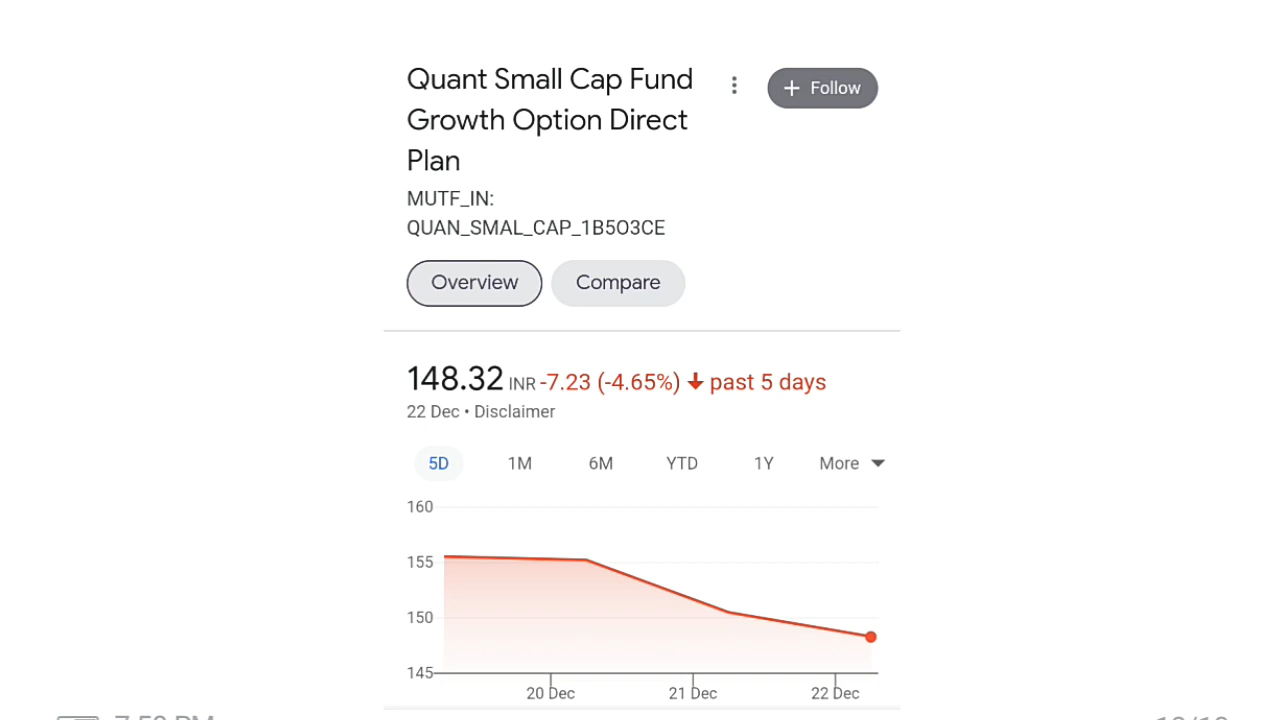 Quant Small Cap Fund
Growth Option Direct
Plan
+ Follow
MUTF_IN:
QUAN_SMAL_CAP_1B5O3CE
Overview
Compare
148.32 INR -7.23 (-4.65%) ↓ past 5 days
22 Dec • Disclaimer
5D 1M 6M YTD 1Y More
160
155
150
145
20 Dec 21 Dec 22 Dec